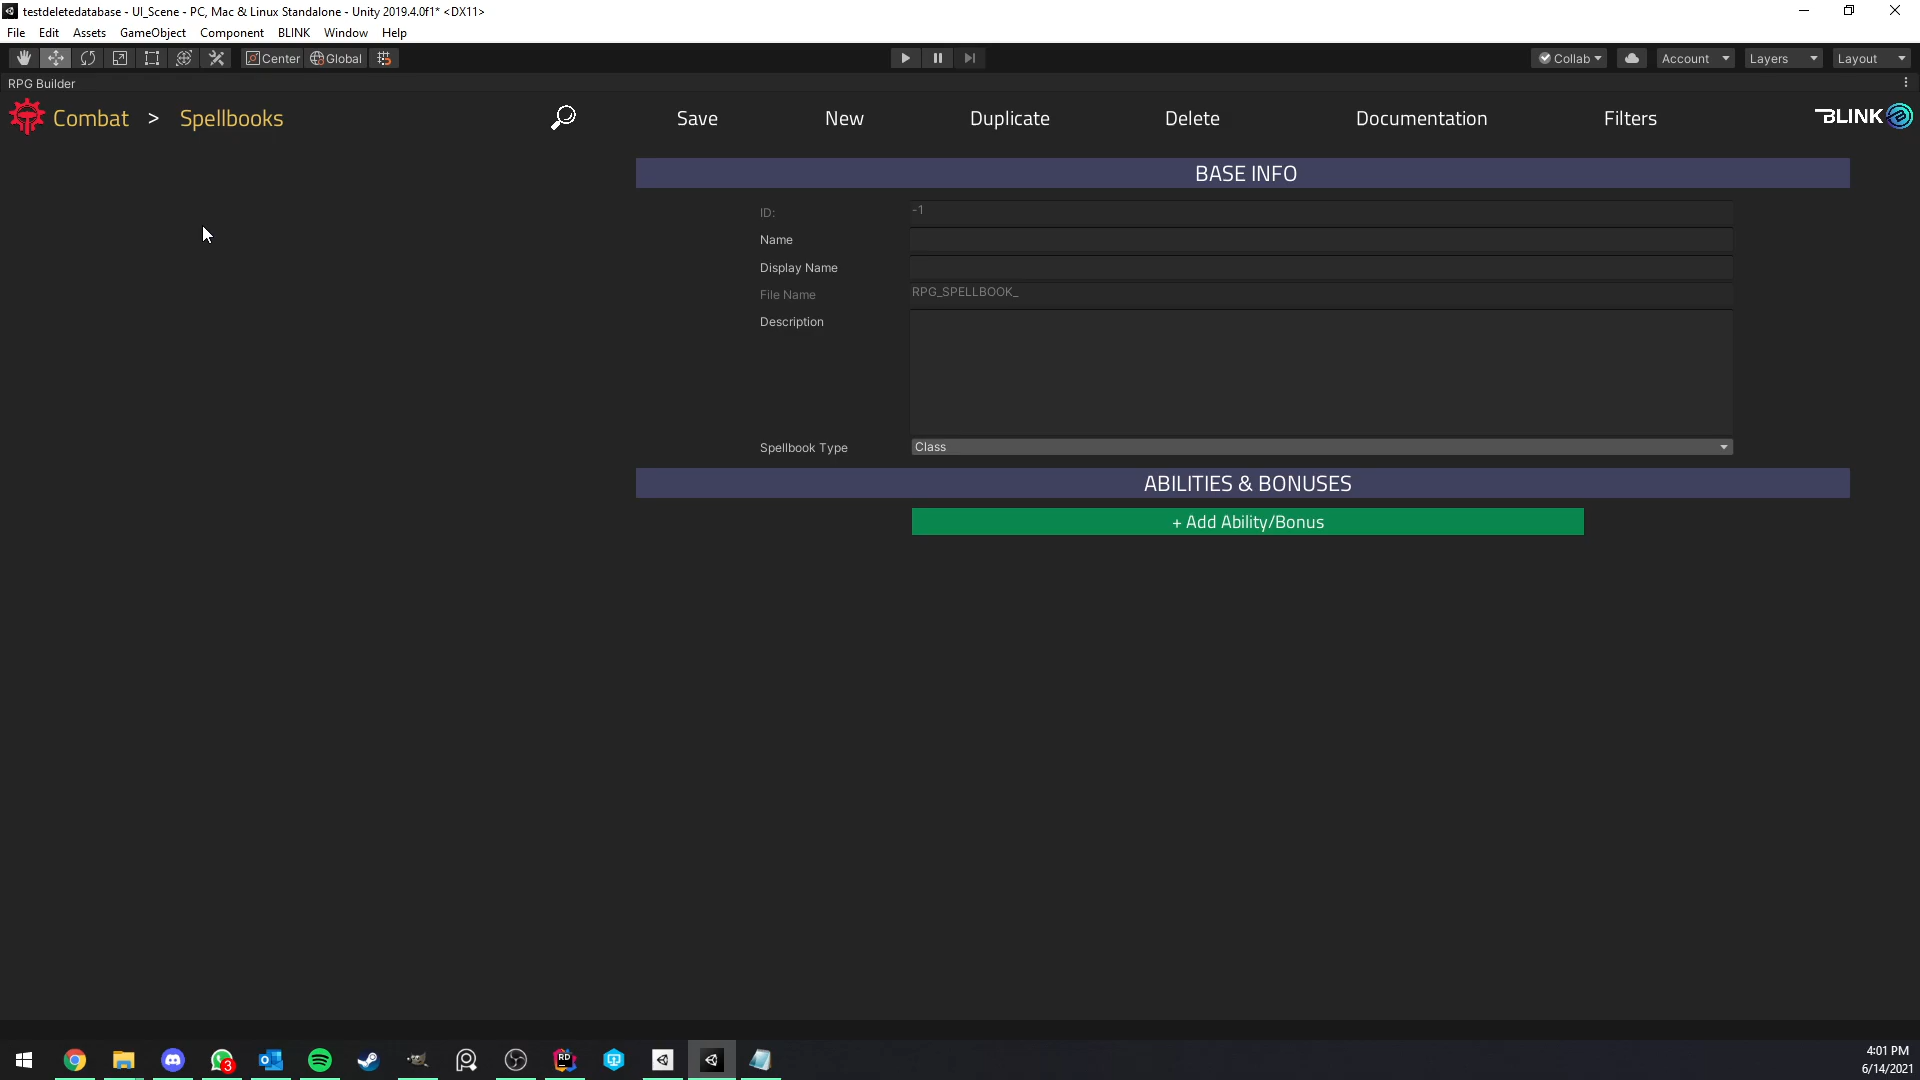 testdeletedatabase - UI_Scene - PC, Mac & Linux Standalone - Unity 2019.4.0f1* <DX11>
File Edit Assets GameObject Component BLINK Window Help
Center Global Collab Account Layers Layout
RPG Builder
Combat > Spellbooks Save New Duplicate Delete Documentation Filters BLINK
BASE INFO
ID: -1
Name
Display Name
File Name RPG_SPELLBOOK_
Description
Spellbook Type Class
ABILITIES & BONUSES
+ Add Ability/Bonus
RD
3
4:01 PM
6/14/2021